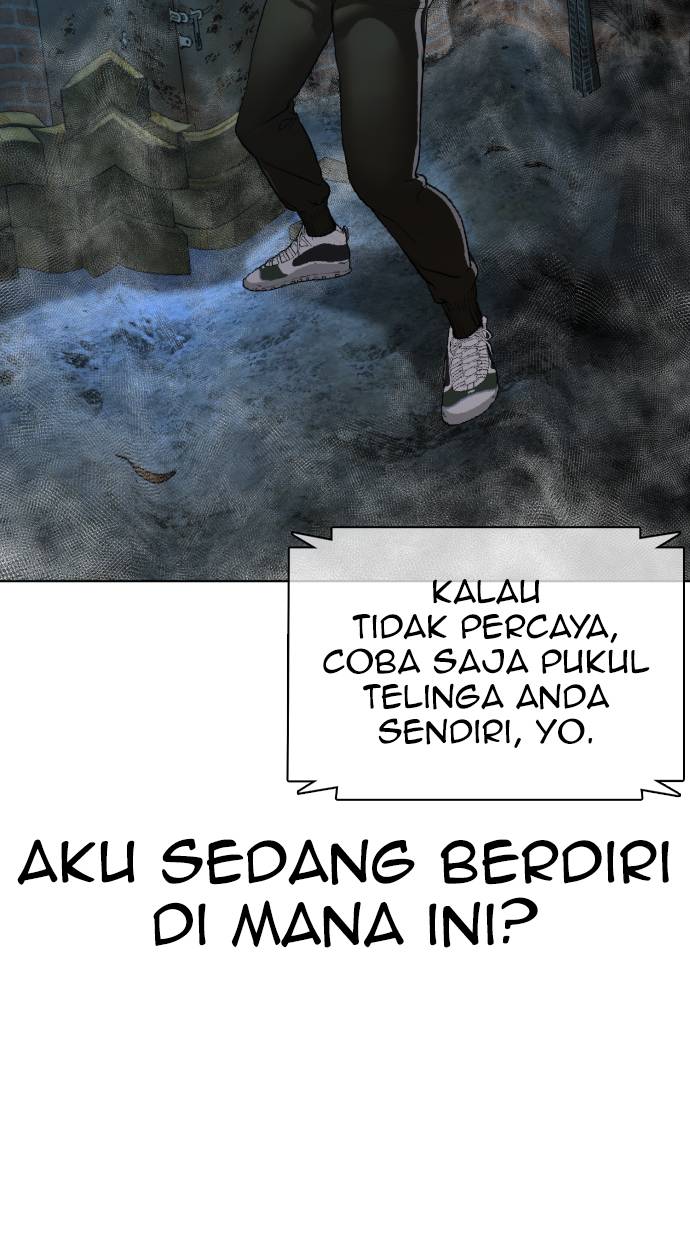 KALAU
TIDAK PERCAYA,
COBA SAJA PUKUL
TELINGA ANDA
SENDIRI, YO.
AKU SEDANG BERDIRI
DI MANA INI?